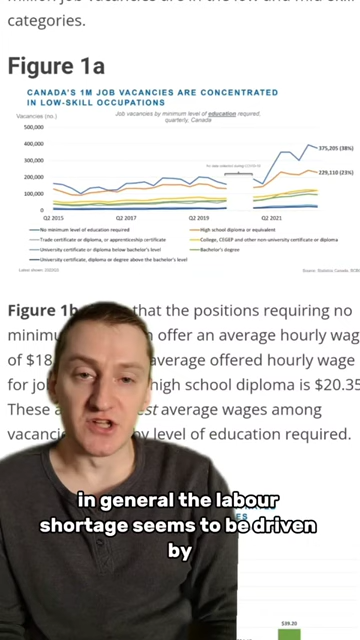 categories.
Figure 1a
CANADA'S 1M JOB VACANCIES ARE CONCENTRATED
IN LOW-SKILL OCCUPATIONS
Job vacancies by minimum level of education required;
quarterly, Canada
Vacancies (no.)
500,000
400,000
300,000
200,000
100,000
0
375,205 (38%)
229,110 (23%)
Q2 2015
Q2 2017
Q2 2019
Q2 2021
No minimum level of education required
High school diploma or equivalent
Trade certificate or diploma, or apprenticeship certificate
College, CEGEP and other non-university certificate or diploma
University certificate or diploma below bachelor's level
Bachelor's degree
University certificate, diploma or degree above the bachelor's level
Source: Statistics Canada,
Figure 1b that the positions requiring no
offer an average hourly wag
of $18 average offered hourly wage
for high school diploma is $20.35
These average wages among
by level of education required.
in general the labour
shortage seems to be driven
by
ES
$39.20